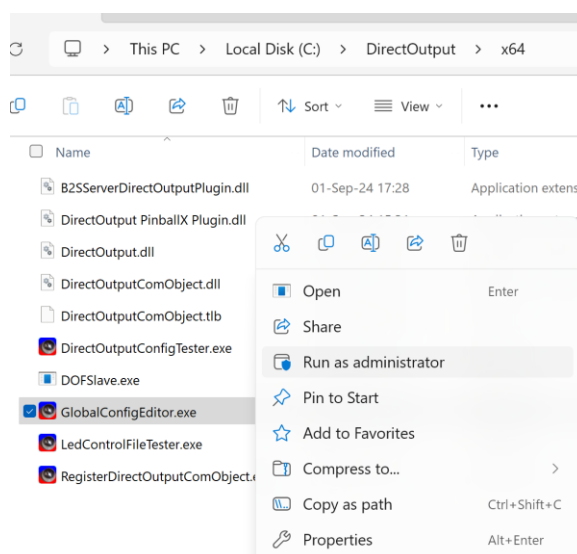 This PC > Local Disk (C:) > DirectOutput > x64
Sort View
Name Date modified Type
B2SServerDirectOutputPlugin.dll 01-Sep-24 17:28 Application extens
DirectOutput PinballX Plugin.dll
DirectOutput.dll
DirectOutputComObject.dll
Open Enter
DirectOutputComObject.tlb
Share
DirectOutputConfigTester.exe
Run as administrator
DOFSlave.exe
Pin to Start
GlobalConfigEditor.exe
Add to Favorites
LedControlFileTester.exe
Compress to... >
RegisterDirectOutputComObject.e
Copy as path Ctrl+Shift+C
Properties Alt+Enter